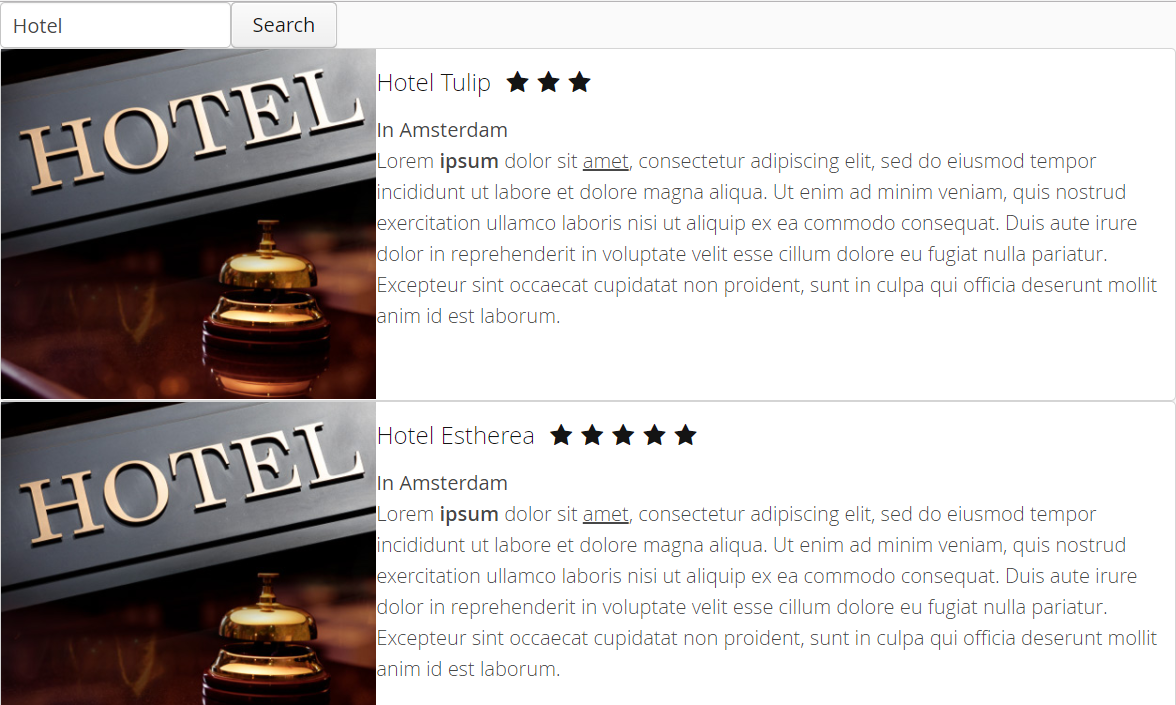 Hotel
Search
HOTEL
Hotel Tulip ★ ★ ★
In Amsterdam
Lorem ipsum dolor sit amet, consectetur adipiscing elit, sed do eiusmod tempor
incididunt ut labore et dolore magna aliqua. Ut enim ad minim veniam, quis nostrud
exercitation ullamco laboris nisi ut aliquip ex ea commodo consequat. Duis aute irure
dolor in reprehenderit in voluptate velit esse cillum dolore eu fugiat nulla pariatur.
Excepteur sint occaecat cupidatat non proident, sunt in culpa qui officia deserunt mollit
anim id est laborum.
HOTEL
Hotel Estherea ★ ★ ★ ★ ★
In Amsterdam
Lorem ipsum dolor sit amet, consectetur adipiscing elit, sed do eiusmod tempor
incididunt ut labore et dolore magna aliqua. Ut enim ad minim veniam, quis nostrud
exercitation ullamco laboris nisi ut aliquip ex ea commodo consequat. Duis aute irure
dolor in reprehenderit in voluptate velit esse cillum dolore eu fugiat nulla pariatur.
Excepteur sint occaecat cupidatat non proident, sunt in culpa qui officia deserunt mollit
anim id est laborum.